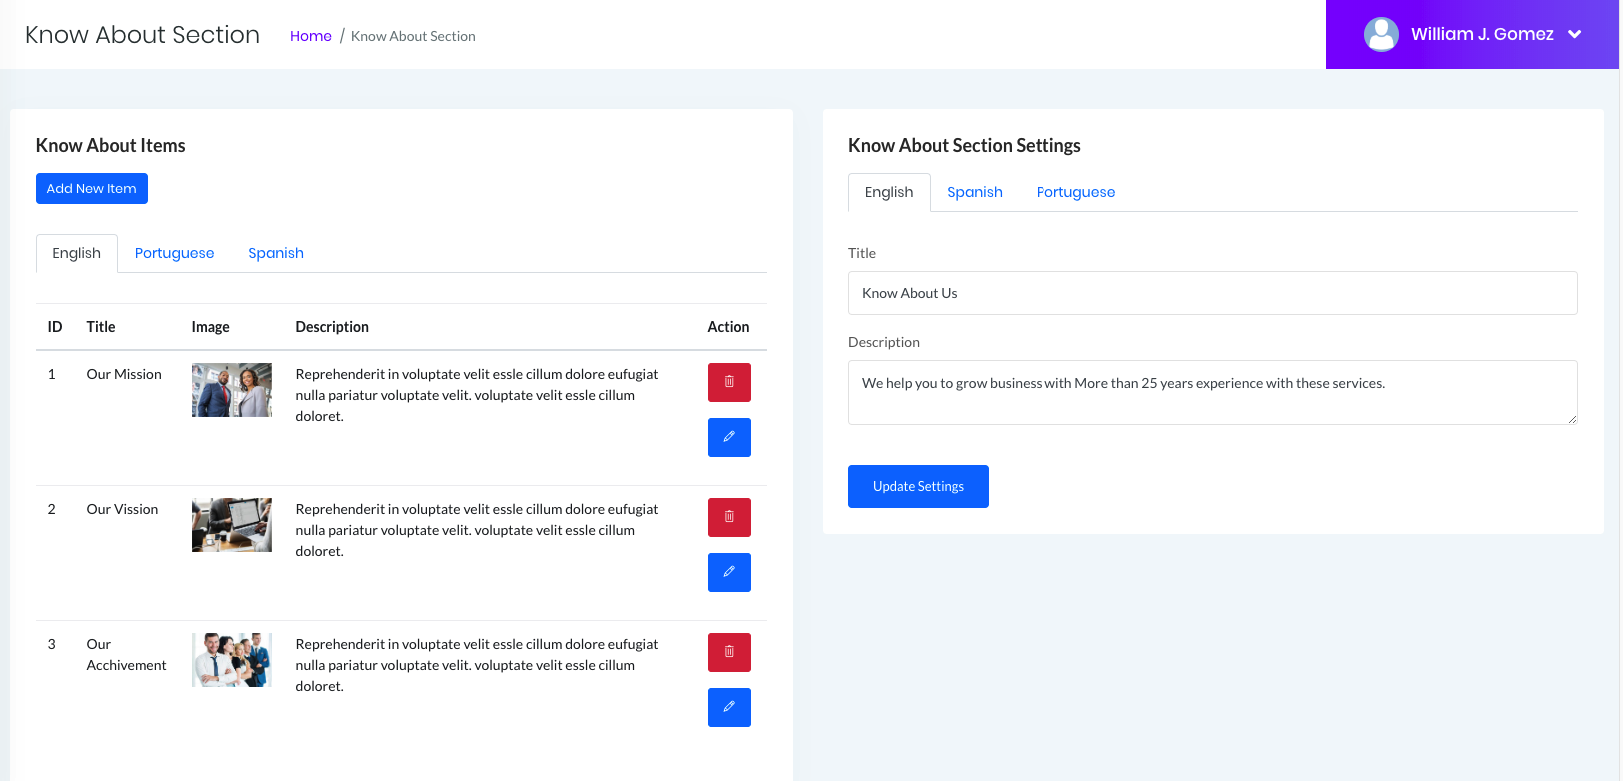 Know About Section
Home / Know About Section
William J. Gomez
Know About Items
Add New Item
English
Portuguese
Spanish
ID Title Image Description Action
1 Our Mission Reprehenderit in voluptate velit essle cillum dolore eufugiat
nulla pariatur voluptate velit. voluptate velit essle cillum
doloret.
2 Our Vission Reprehenderit in voluptate velit essle cillum dolore eufugiat
nulla pariatur voluptate velit. voluptate velit essle cillum
doloret.
3 Our Reprehenderit in voluptate velit essle cillum dolore eufugiat
Acchivement nulla pariatur voluptate velit. voluptate velit essle cillum
doloret.
Know About Section Settings
English
Spanish
Portuguese
Title
Know About Us
Description
We help you to grow business with More than 25 years experience with these services.
Update Settings